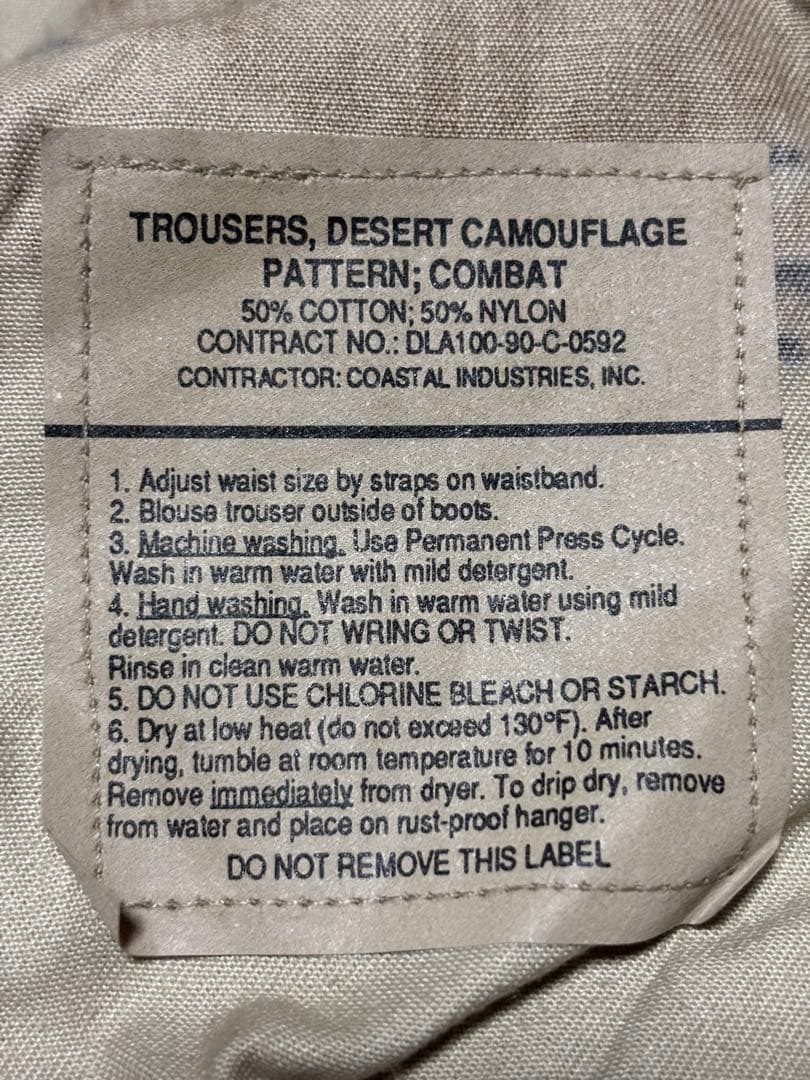 TROUSERS, DESERT CAMOUFLAGE
PATTERN; COMBAT
50% COTTON; 50% NYLON
CONTRACT NO.: DLA100-90-C-0592
CONTRACTOR: COASTAL INDUSTRIES, INC.
1. Adjust waist size by straps on waistband.
2. Blouse trouser outside of boots.
3. Machine washing. Use Permanent Press Cycle.
Wash in warm water with mild detergent.
4. Hand washing. Wash in warm water using mild
detergent. DO NOT WRING OR TWIST.
Rinse in clean warm water.
5. DO NOT USE CHLORINE BLEACH OR STARCH.
6. Dry at low heat (do not exceed 130°F). After
drying, tumble at room temperature for 10 minutes.
Remove immediately from dryer. To drip dry, remove
from water and place on rust-proof hanger.
DO NOT REMOVE THIS LABEL